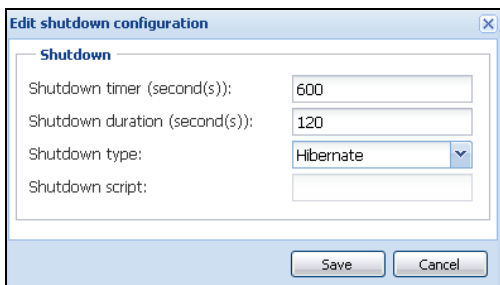 Edit shutdown configuration
Shutdown
Shutdown timer (second(s)): 600
Shutdown duration (second(s)): 120
Shutdown type: Hibernate
Shutdown script:
Save Cancel